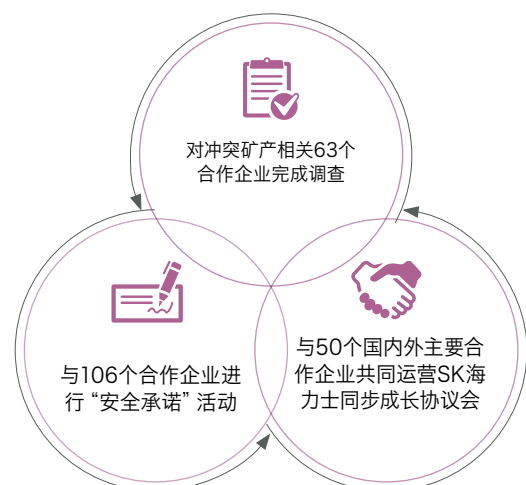 对冲突矿产相关63个
合作企业完成调查
与106个合作企业进
行 “安全承诺” 活动
与50个国内外主要合
作企业共同运营SK海
力士同步成长协议会